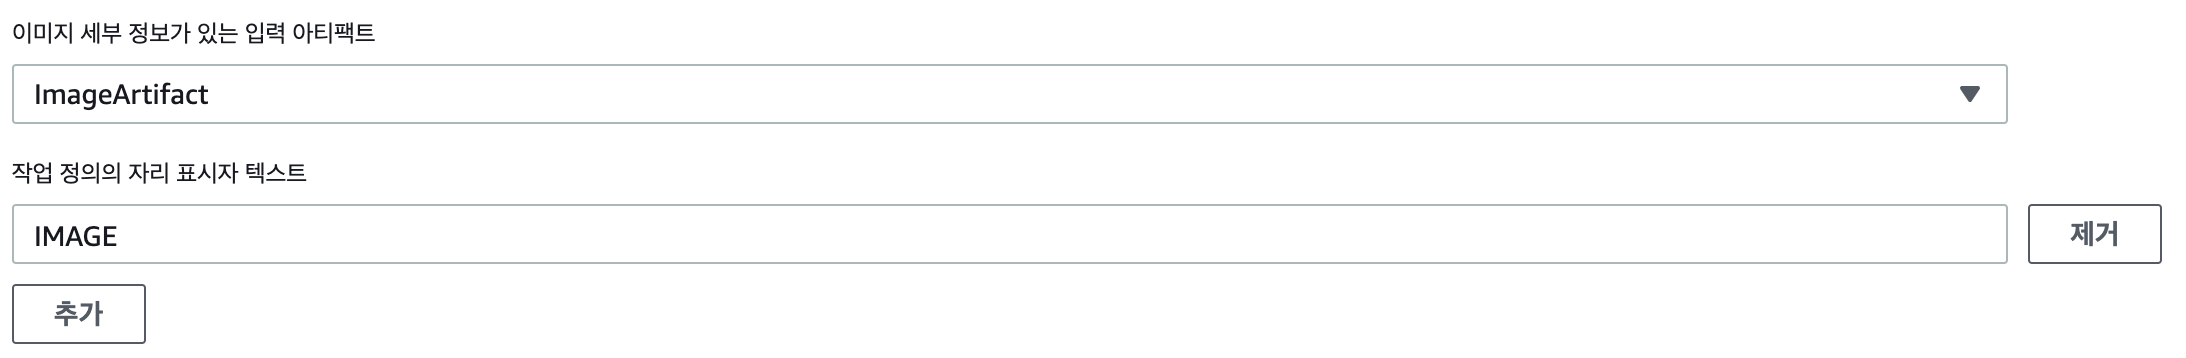 이미지 세부 정보가 있는 입력 아티팩트
ImageArtifact
작업 정의의 자리 표시자 텍스트
IMAGE
제거
추가